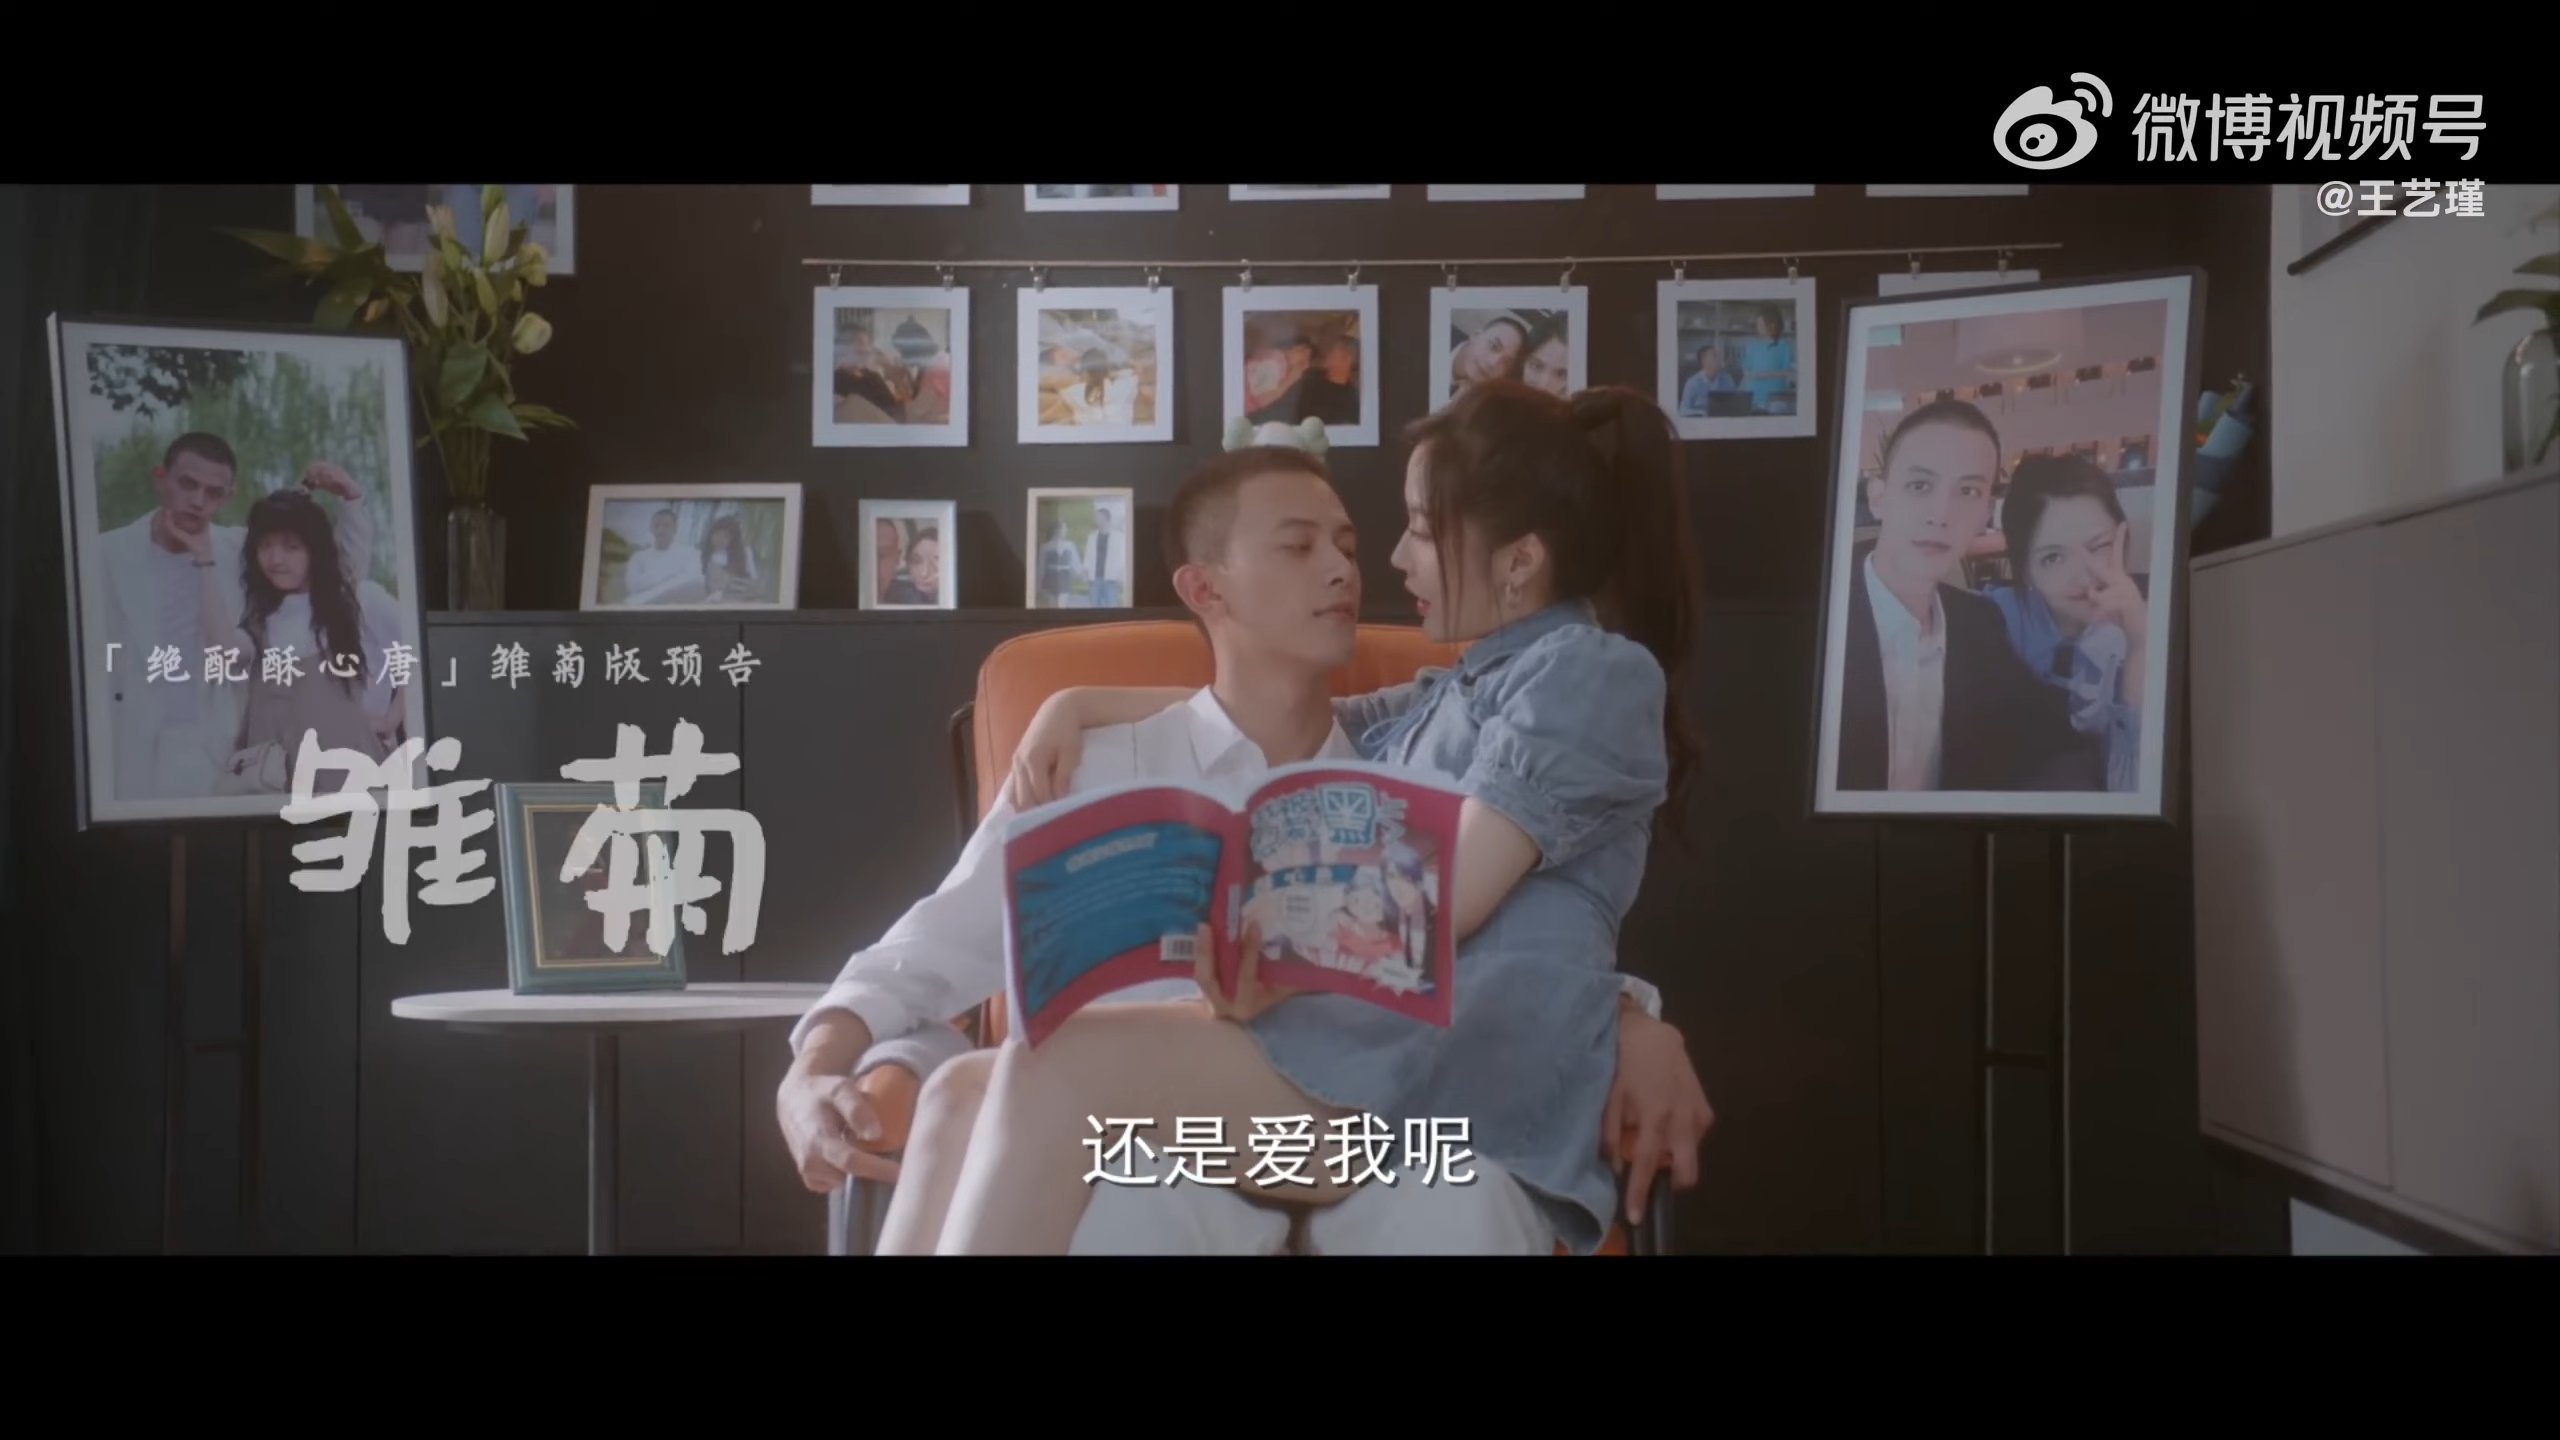 微博视频号
@王艺瑾
「绝配酥心唐」雏菊版预告
雏菊
还是爱我呢